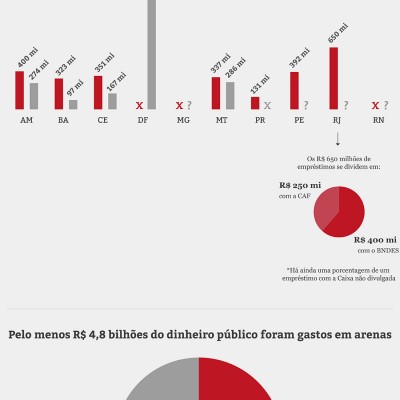 650 mi
400 mi
274 mi
323 mi
97 mi
351 mi
167 mi
337 mi
286 mi
131 mi
392 mi
X X ? X ? ? X ?
AM BA CE DF MG MT PR PE RJ RN
Os R$ 650 milhões de
empréstimos se dividem em:
R$ 250 mi
com a CAF
R$ 400 mi
com o BNDES
*Há ainda uma porcentagem de um
empréstimo com a Caixa não divulgada
Pelo menos R$ 4,8 bilhões do dinheiro público foram gastos em arenas